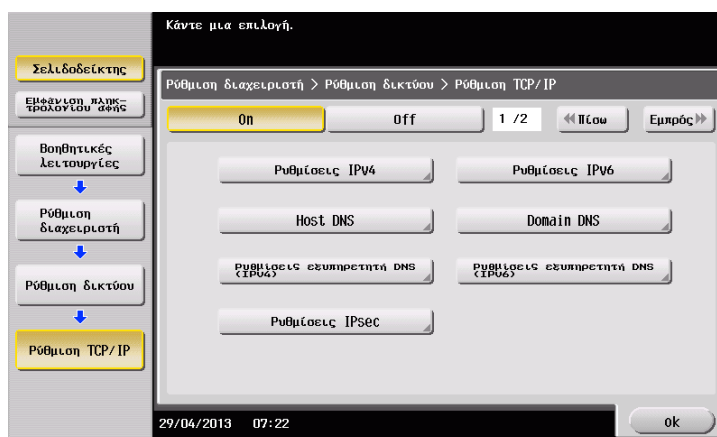 Κάντε μια επιλογή.
Σελιδοδείκτης
Εμφάνιση πληκ-
τρολογίου αφής
Βοηθητικές
λειτουργίες
Ρύθμιση
διαχειριστή
Ρύθμιση δικτύου
Ρύθμιση TCP/IP
Ρύθμιση διαχειριστή > Ρύθμιση δικτύου > Ρύθμιση TCP/IP
On Off 1 /2 Πίσω Εμπρός
Ρυθμίσεις IPv4 Ρυθμίσεις IPv6
Host DNS Domain DNS
Ρυθμίσεις εξυπηρετητή DNS
(IPv4)
Ρυθμίσεις εξυπηρετητή DNS
(IPv6)
Ρυθμίσεις IPsec
29/04/2013 07:22
ok